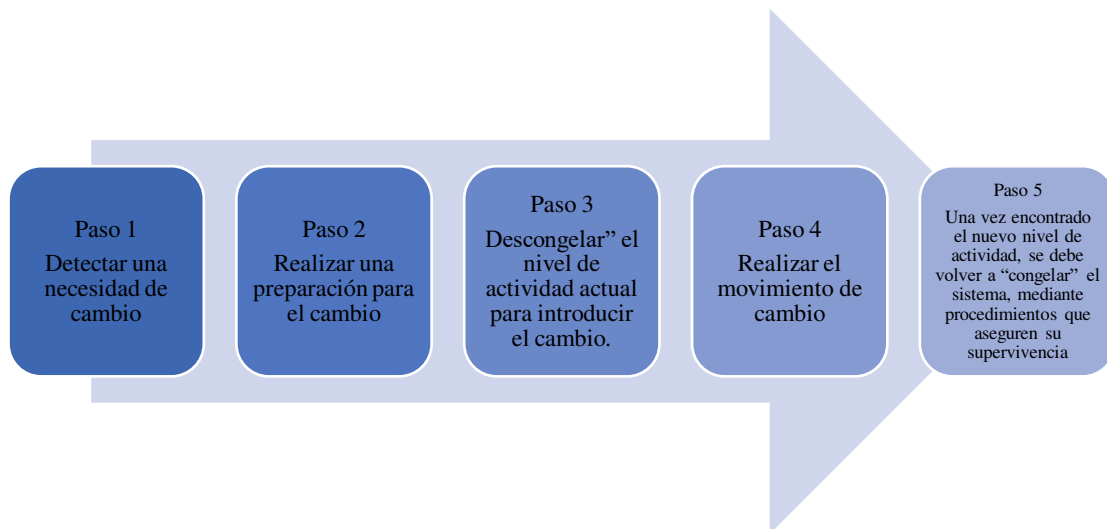 Paso 1
Detectar una
necesidad de
cambio
Paso 2
Realizar una
preparación para
el cambio
Paso 3
Descongelar” el
nivel de
actividad actual
para introducir
el cambio.
Paso 4
Realizar el
movimiento de
cambio
Paso 5
Una vez encontrado
el nuevo nivel de
actividad, se debe
volver a “congelar” el
sistema, mediante
procedimientos que
aseguren su
supervivencia